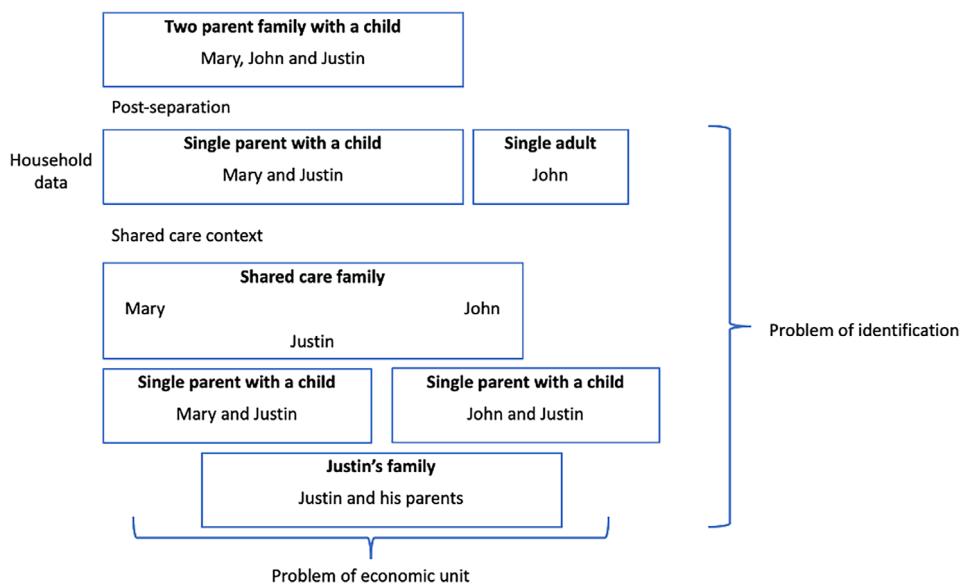 Two parent family with a child
Mary, John and Justin
Post-separation
Household
data
Single parent with a child
Mary and Justin
Single adult
John
Shared care context
Shared care family
Mary
John
Justin
Single parent with a child
Mary and Justin
Single parent with a child
John and Justin
Justin’s family
Justin and his parents
Problem of identification
Problem of economic unit